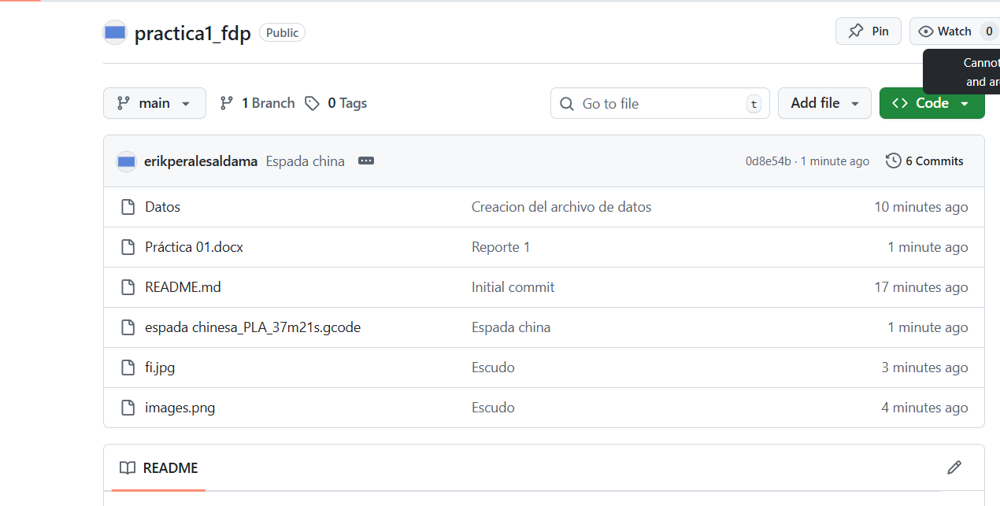 practica1_fdp Public Pin Watch 0
Cannot
and ar
main 1 Branch 0 Tags Go to file t Add file Code
erikperalesaldama Espada china 0d8e54b · 1 minute ago 6 Commits
Datos Creacion del archivo de datos 10 minutes ago
Práctica 01.docx Reporte 1 1 minute ago
README.md Initial commit 17 minutes ago
espada chinesa_PLA_37m21s.gcode Espada china 1 minute ago
fi.jpg Escudo 3 minutes ago
images.png Escudo 4 minutes ago
README